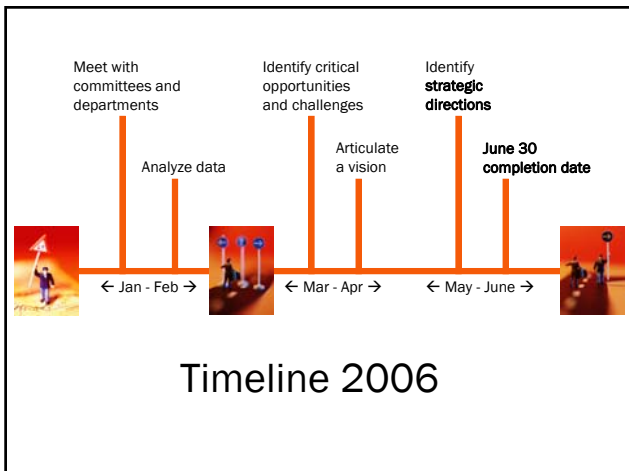 Meet with
committees and
departments
Analyze data
Identify critical
opportunities
and challenges
Articulate
a vision
Identify
strategic
directions
June 30
completion date
← Jan - Feb →
← Mar - Apr →
← May - June →
Timeline 2006